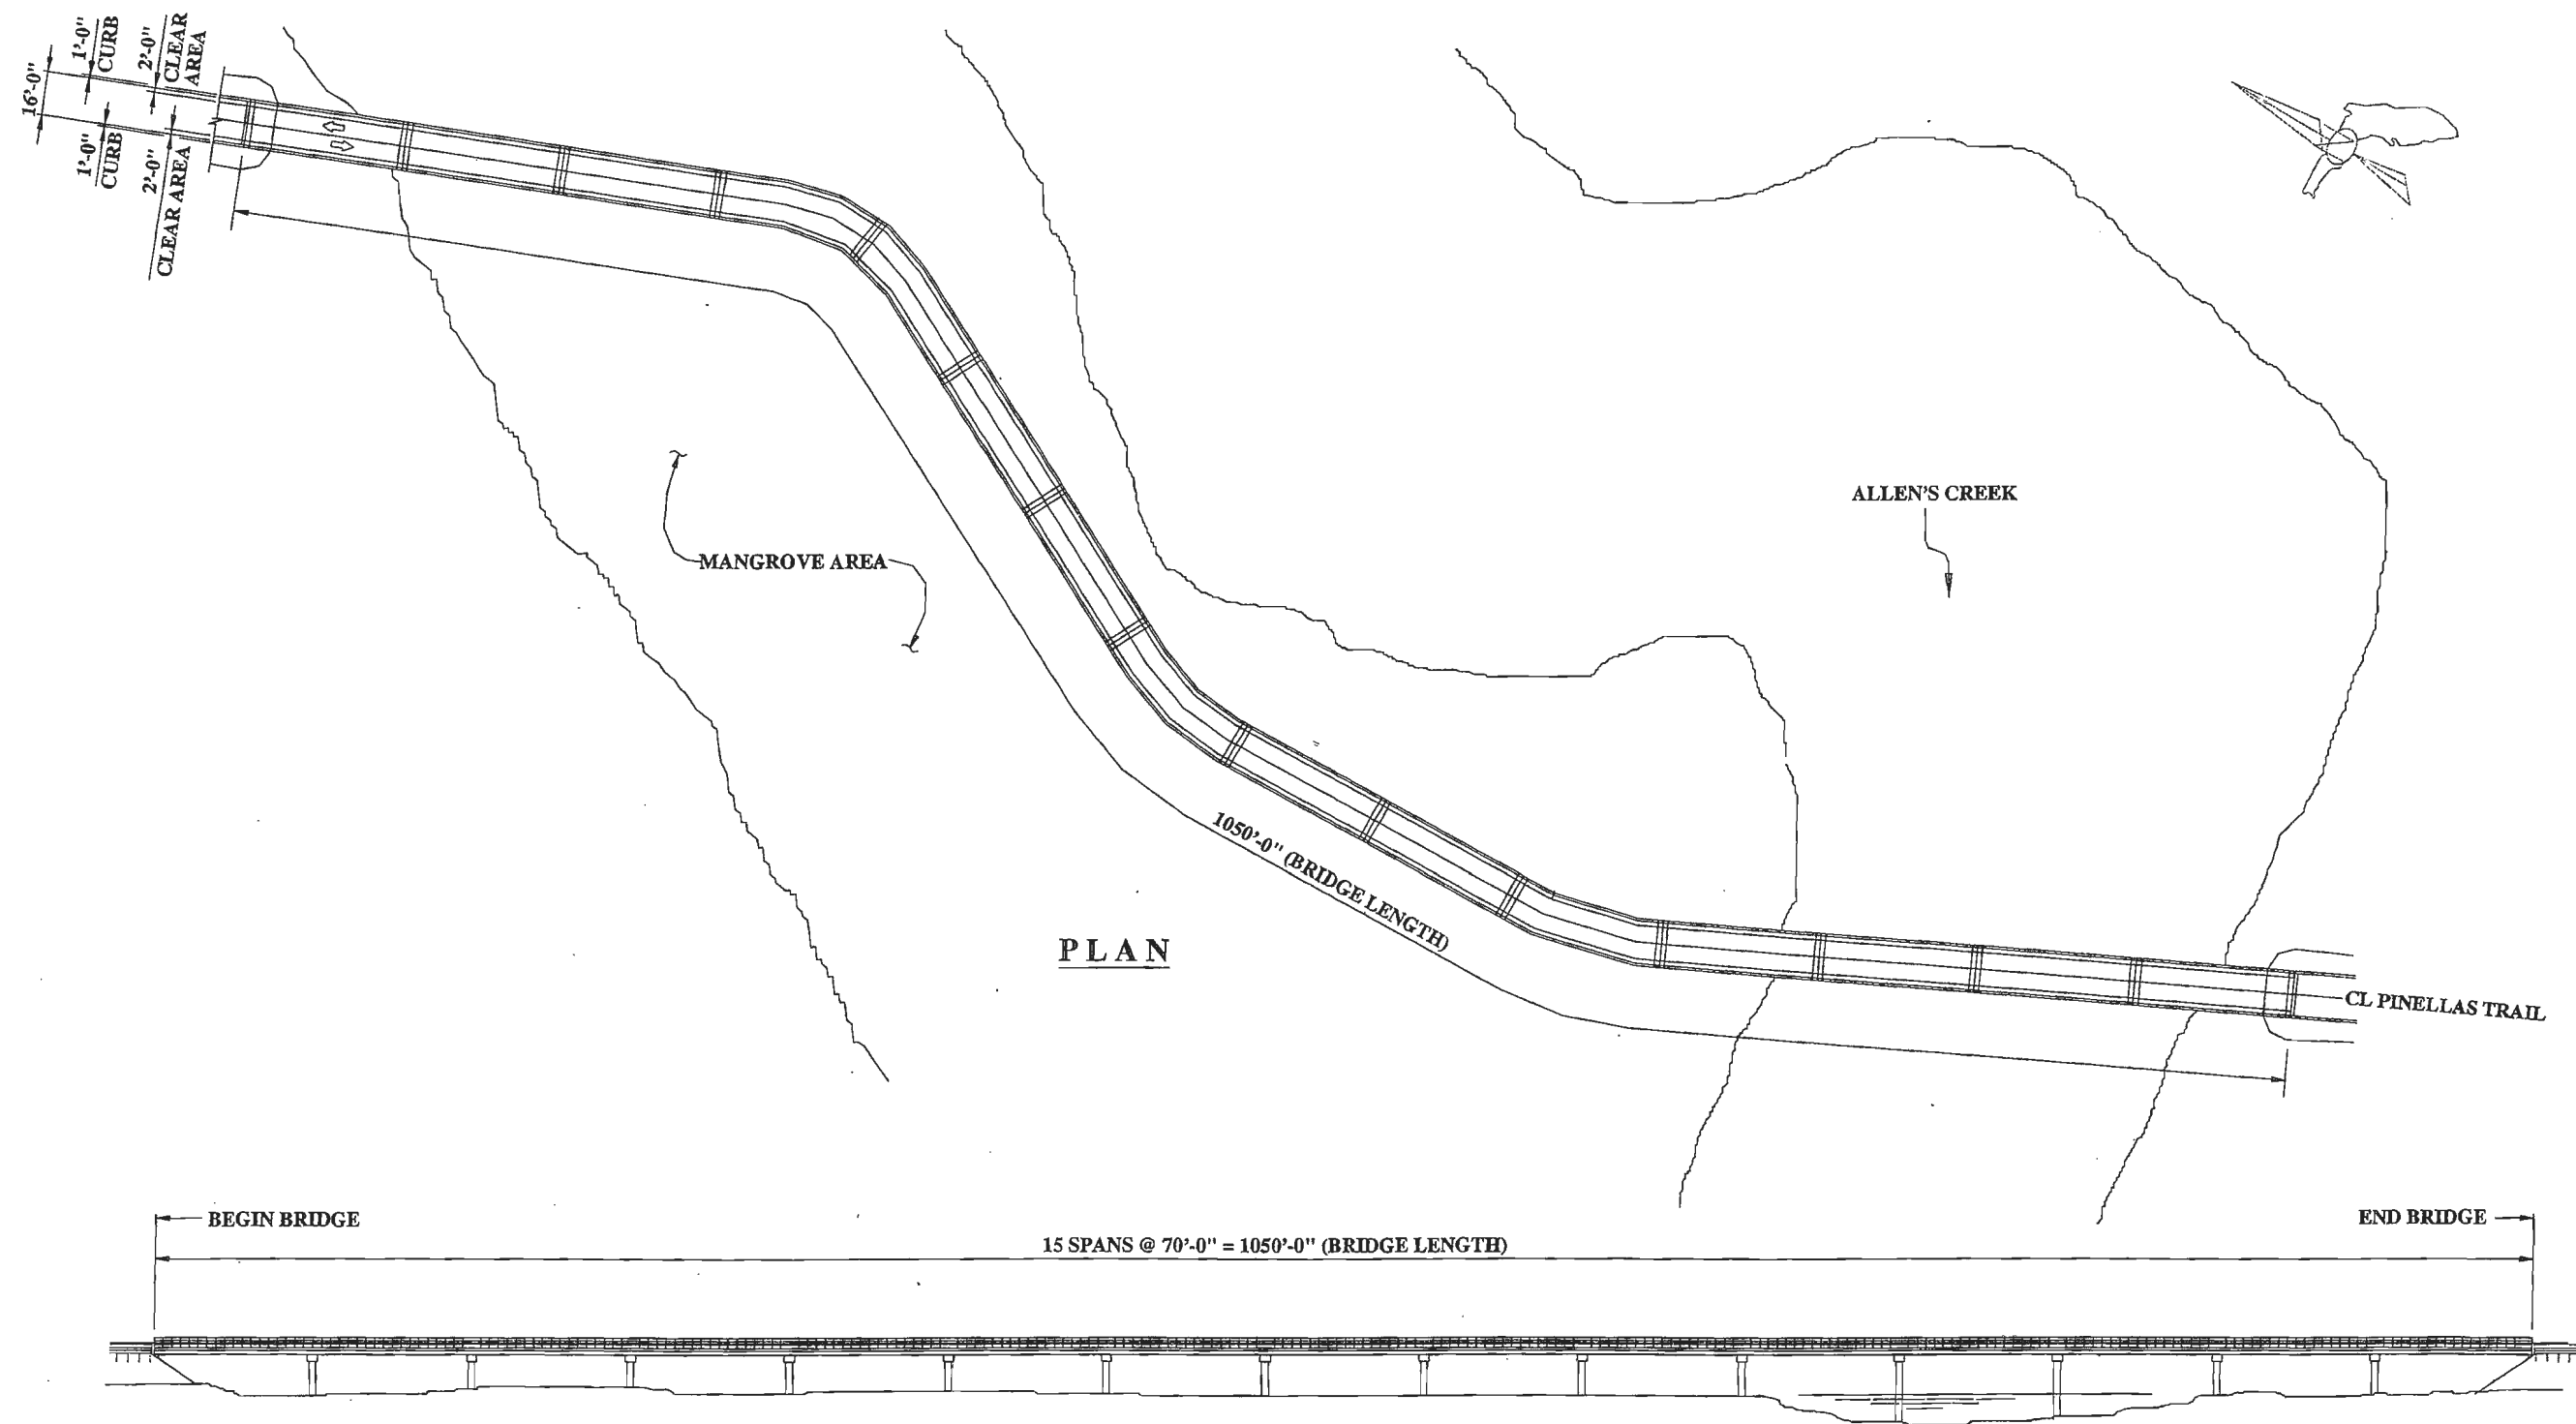 16'-0"
1'-0"
CURB
2'-0"
CLEAR
AREA
1'-0"
CURB
2'-0"
CLEAR AREA
ALLEN'S CREEK
MANGROVE AREA
1050'-0" (BRIDGE LENGTH)
PLAN
CL PINELLAS TRAIL
BEGIN BRIDGE
END BRIDGE
15 SPANS @ 70'-0" = 1050'-0" (BRIDGE LENGTH)